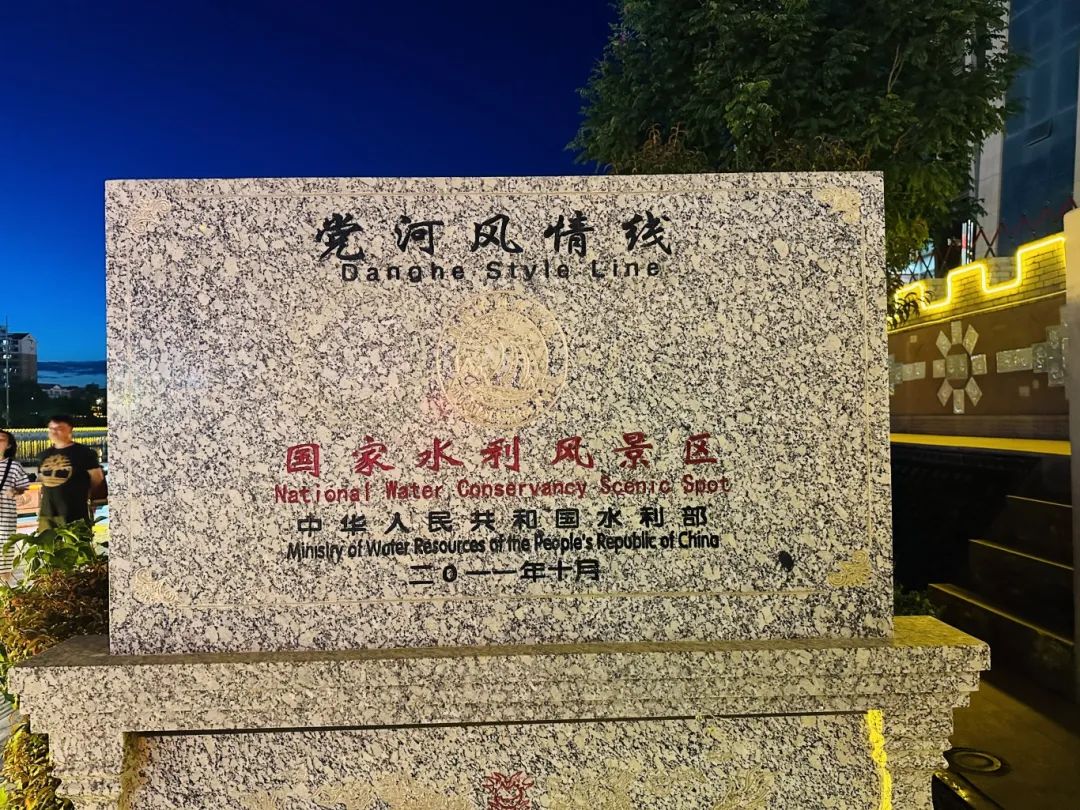 党河风情线
Danghe Style Line
国家水利风景区
National Water Conservancy Scenic Spot
中华人民共和国水利部
Ministry of Water Resources of the People's Republic of China
二0一一年十月